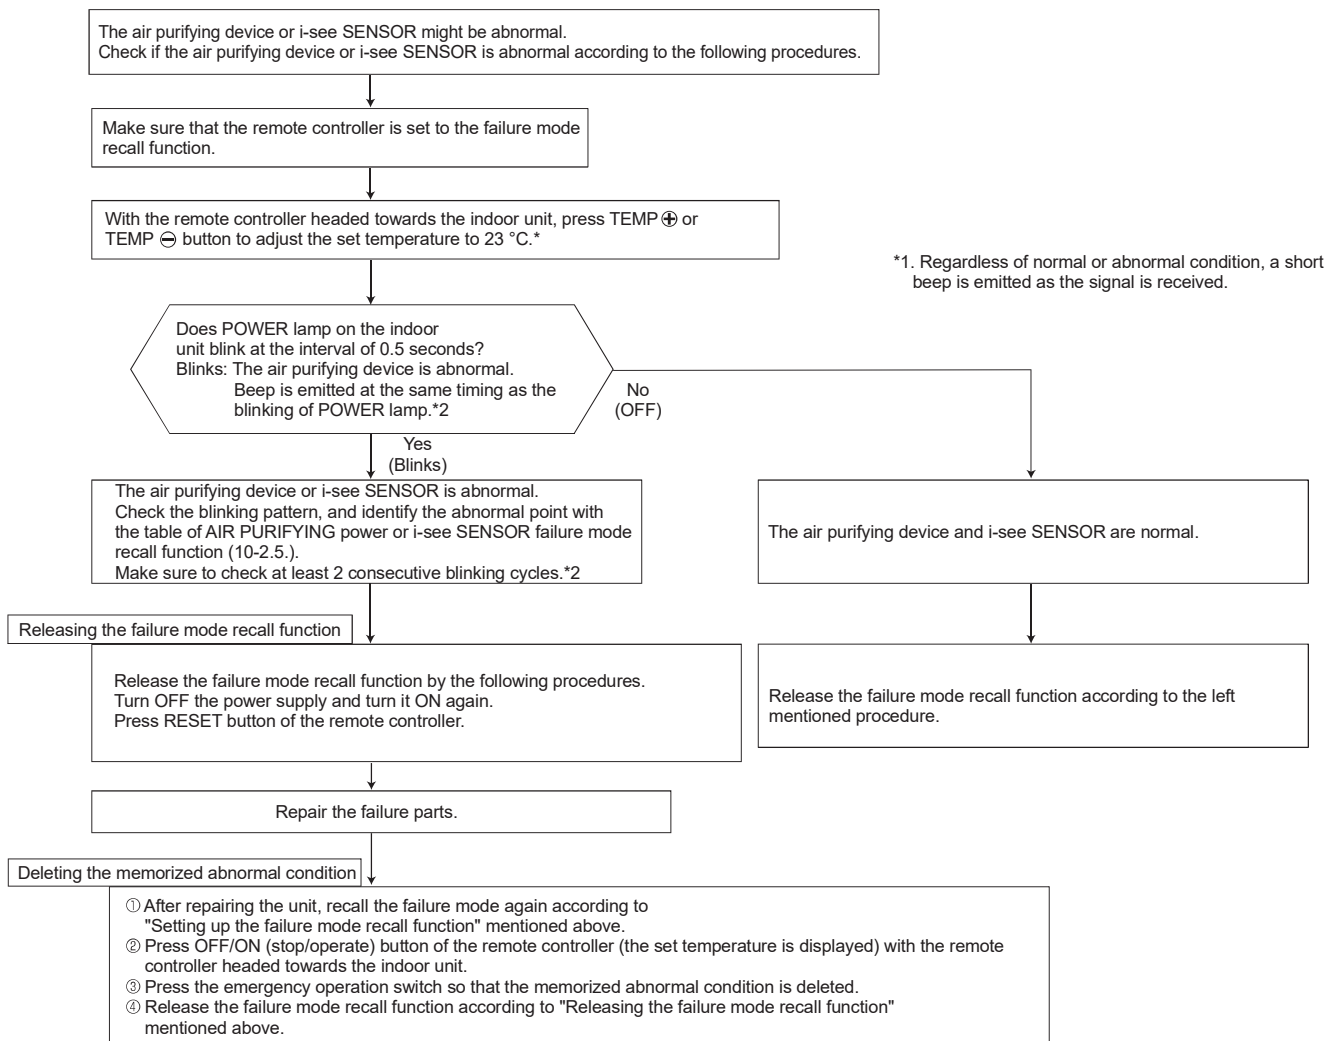 The air purifying device or i-see SENSOR might be abnormal.
Check if the air purifying device or i-see SENSOR is abnormal according to the following procedures.
Make sure that the remote controller is set to the failure mode
recall function.
With the remote controller headed towards the indoor unit, press TEMP ⊕ or
TEMP ⊖ button to adjust the set temperature to 23 °C.*
*1. Regardless of normal or abnormal condition, a short
beep is emitted as the signal is received.
Does POWER lamp on the indoor
unit blink at the interval of 0.5 seconds?
Blinks: The air purifying device is abnormal.
Beep is emitted at the same timing as the
blinking of POWER lamp.*2
No
(OFF)
Yes
(Blinks)
The air purifying device or i-see SENSOR is abnormal.
Check the blinking pattern, and identify the abnormal point with
the table of AIR PURIFYING power or i-see SENSOR failure mode
recall function (10-2.5.).
Make sure to check at least 2 consecutive blinking cycles.*2
The air purifying device and i-see SENSOR are normal.
Releasing the failure mode recall function
Release the failure mode recall function by the following procedures.
Turn OFF the power supply and turn it ON again.
Press RESET button of the remote controller.
Release the failure mode recall function according to the left
mentioned procedure.
Repair the failure parts.
Deleting the memorized abnormal condition
① After repairing the unit, recall the failure mode again according to
"Setting up the failure mode recall function" mentioned above.
② Press OFF/ON (stop/operate) button of the remote controller (the set temperature is displayed) with the remote
controller headed towards the indoor unit.
③ Press the emergency operation switch so that the memorized abnormal condition is deleted.
④ Release the failure mode recall function according to "Releasing the failure mode recall function"
mentioned above.